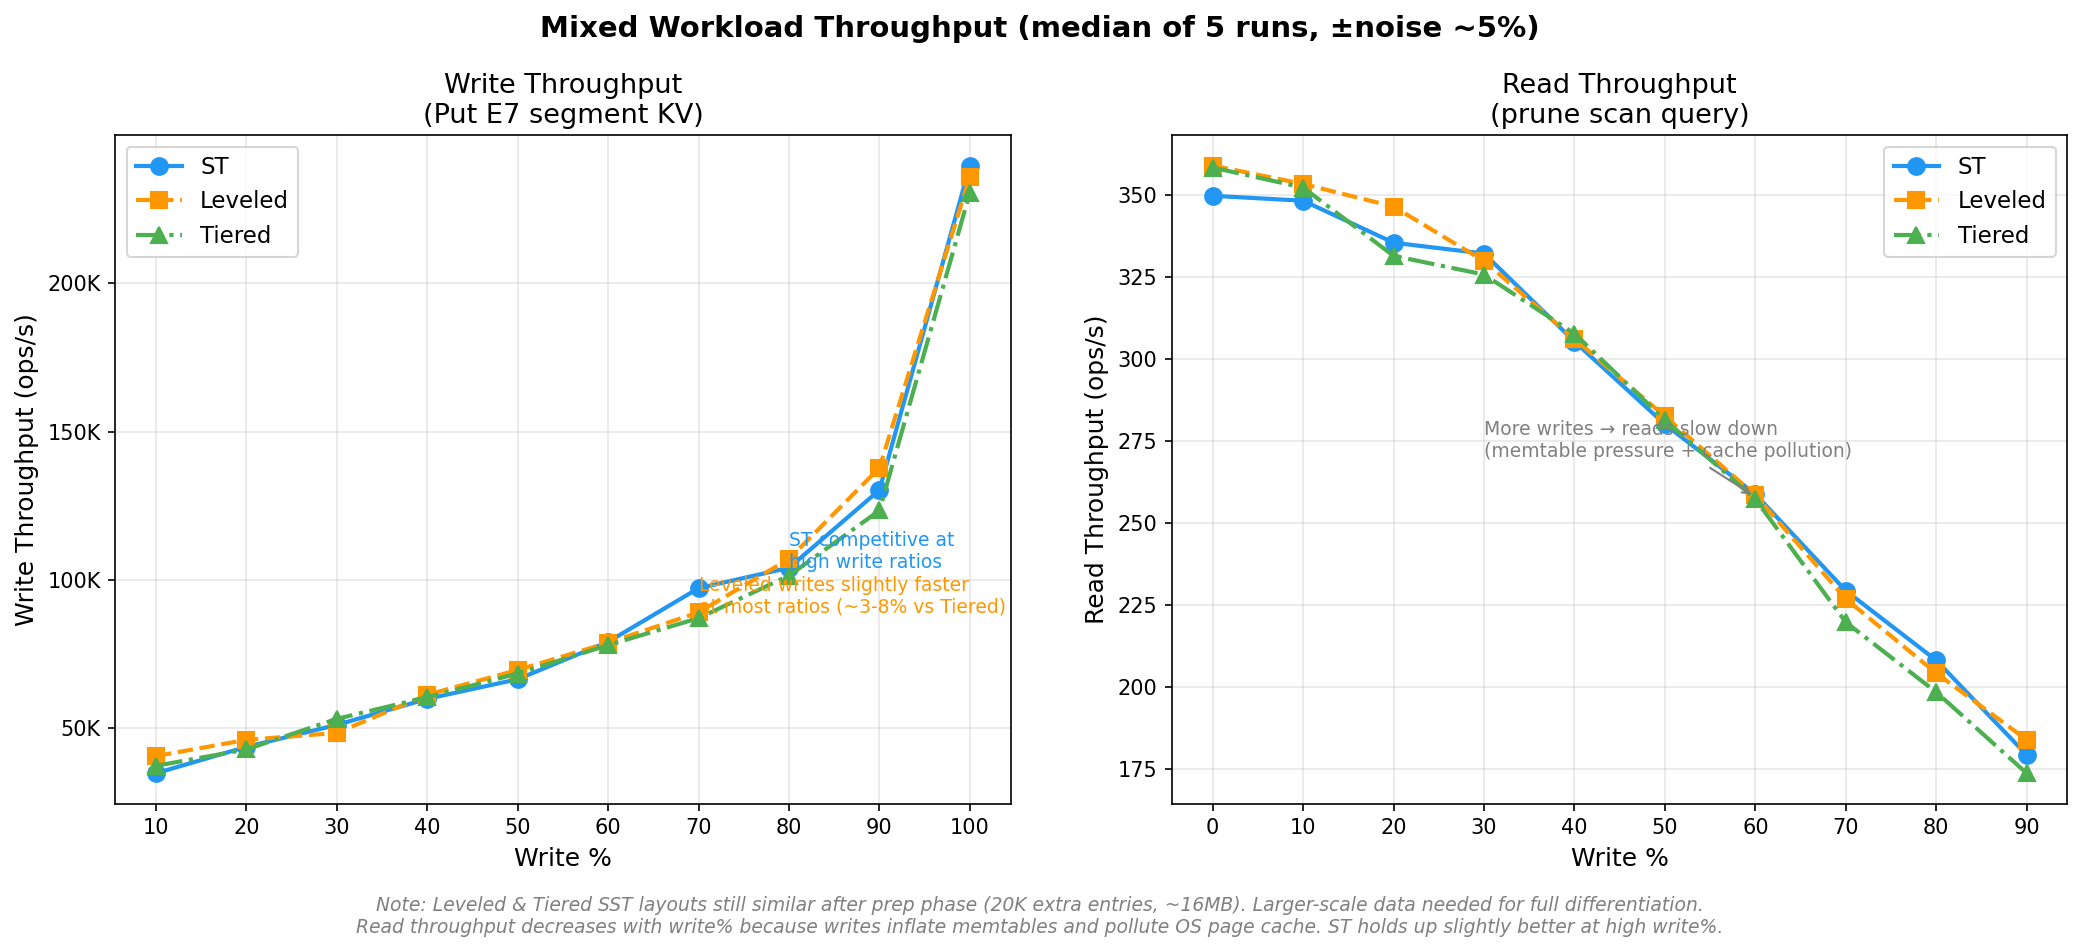 Mixed Workload Throughput (median of 5 runs, ±noise ~5%)
Write Throughput
(Put E7 segment KV)
ST
Leveled
Tiered
Write Throughput (ops/s)
200K
150K
100K
50K
ST competitive at
high write ratios
Leveled writes slightly faster
most ratios (~3-8% vs Tiered)
10 20 30 40 50 60 70 80 90 100
Write %
Read Throughput
(prune scan query)
ST
Leveled
Tiered
Read Throughput (ops/s)
350
325
300
275
250
225
200
175
More writes → reads slow down
(memtable pressure + cache pollution)
0 10 20 30 40 50 60 70 80 90
Write %
Note: Leveled & Tiered SST layouts still similar after prep phase (20K extra entries, ~16MB). Larger-scale data needed for full differentiation.
Read throughput decreases with write% because writes inflate memtables and pollute OS page cache. ST holds up slightly better at high write%.